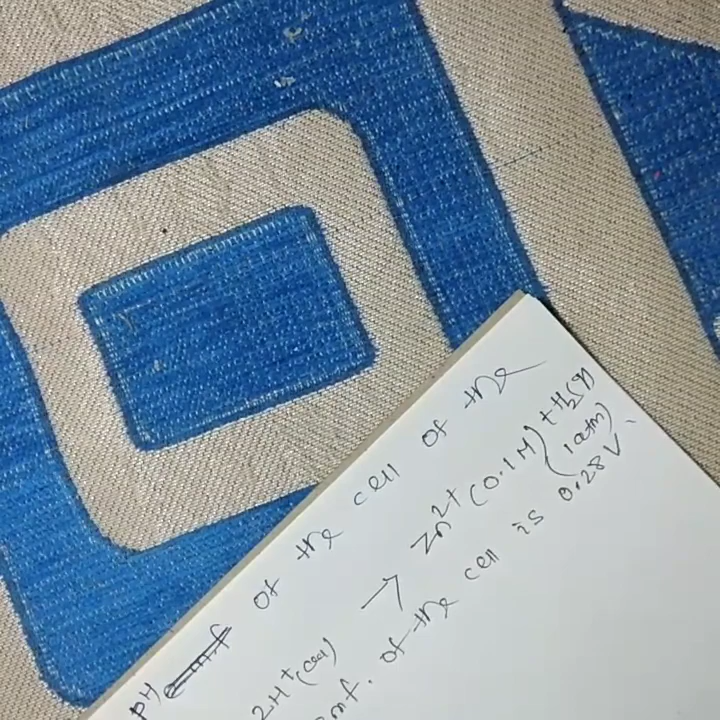 PH of the cell of the
2H+(aq) → Zn2+ (0.1M) + H2(g)
(1atm)
emf. of the cell is 0.28V.